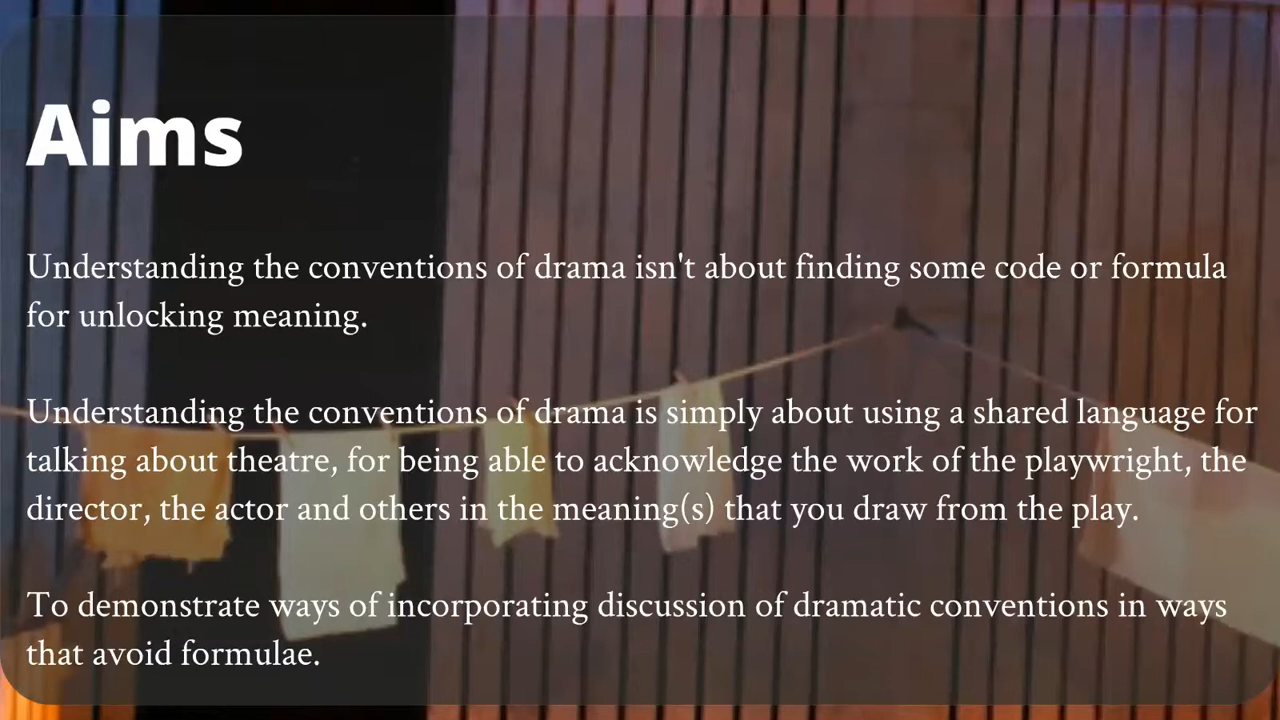 Aims
Understanding the conventions of drama isn't about finding some code or formula
for unlocking meaning.
Understanding the conventions of drama is simply about using a shared language for
talking about theatre, for being able to acknowledge the work of the playwright, the
director, the actor and others in the meaning(s) that you draw from the play.
To demonstrate ways of incorporating discussion of dramatic conventions in ways
that avoid formulae.